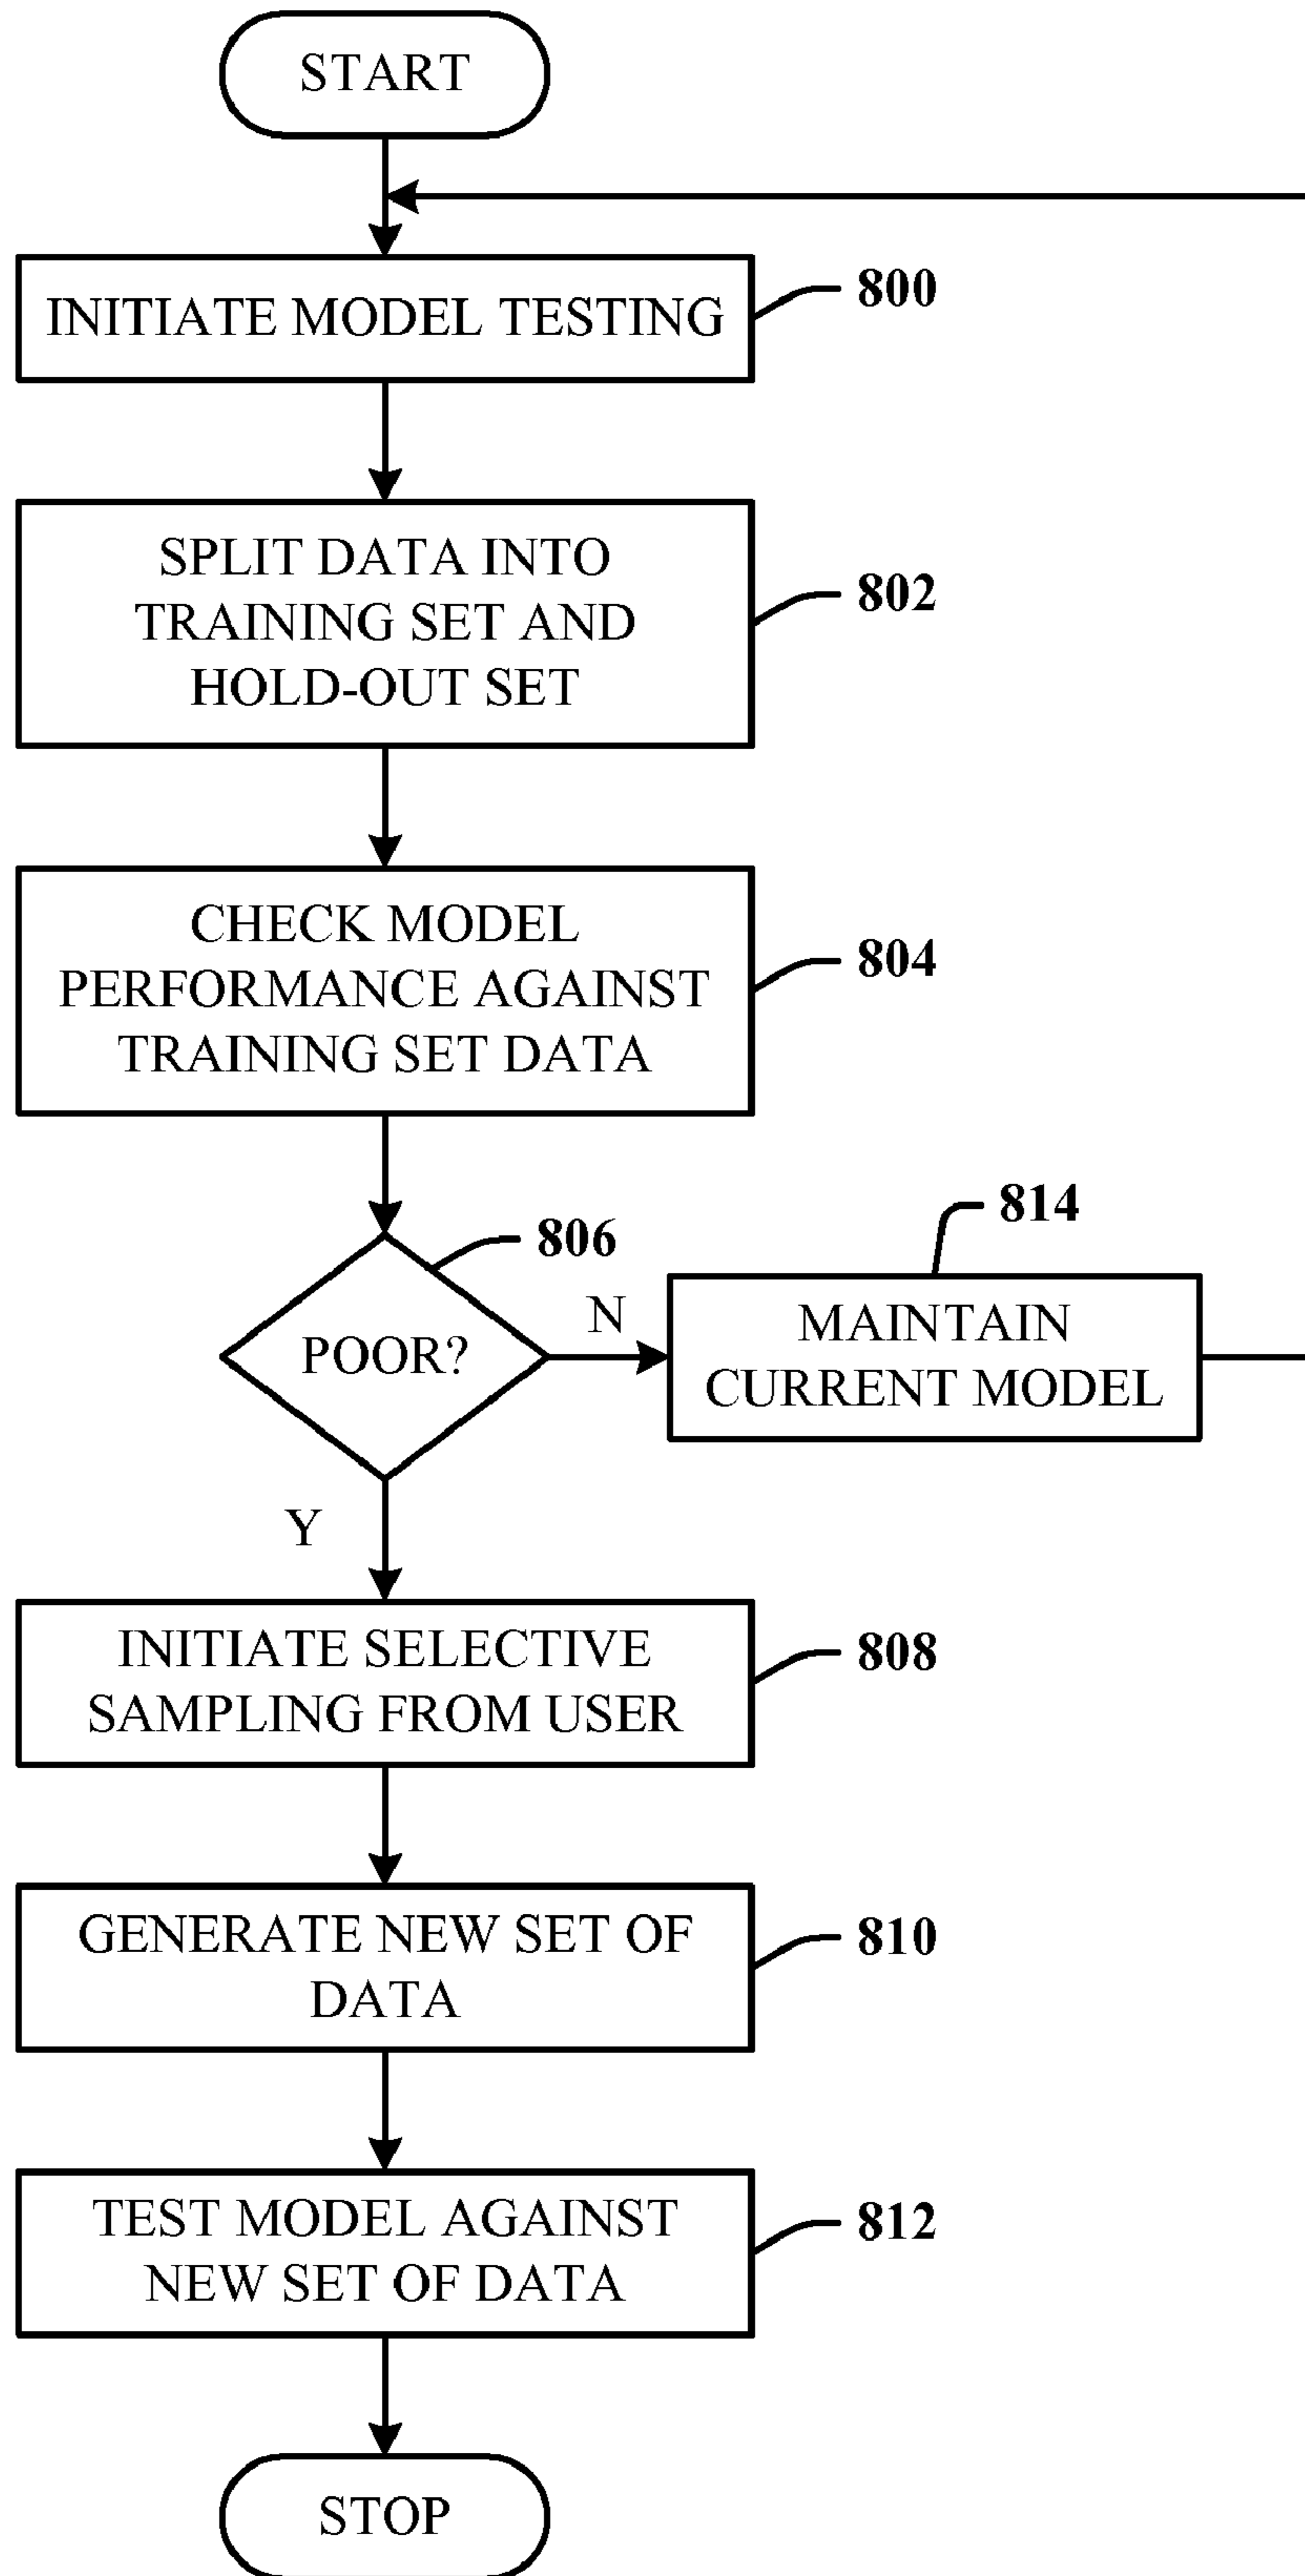 START
INITIATE MODEL TESTING
800
SPLIT DATA INTO
TRAINING SET AND
HOLD-OUT SET
802
CHECK MODEL
PERFORMANCE AGAINST
TRAINING SET DATA
804
806
POOR?
N
814
MAINTAIN
CURRENT MODEL
Y
INITIATE SELECTIVE
SAMPLING FROM USER
808
GENERATE NEW SET OF
DATA
810
TEST MODEL AGAINST
NEW SET OF DATA
812
STOP